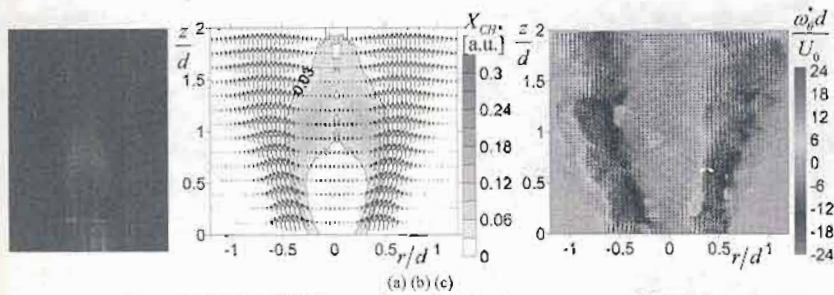 z/d
2
1.5
1
0.5
0
-1 -0.5 0 0.5 r/d 1
0.03
X_CH•
[a.u.]
0.3
0.24
0.18
0.12
0.06
0
z/d
2
1.5
1
0.5
0
-1 -0.5 0 0.5 r/d 1
ω*_θ d
U_0
24
18
12
6
0
-6
-12
-18
-24
(a) (b) (c)